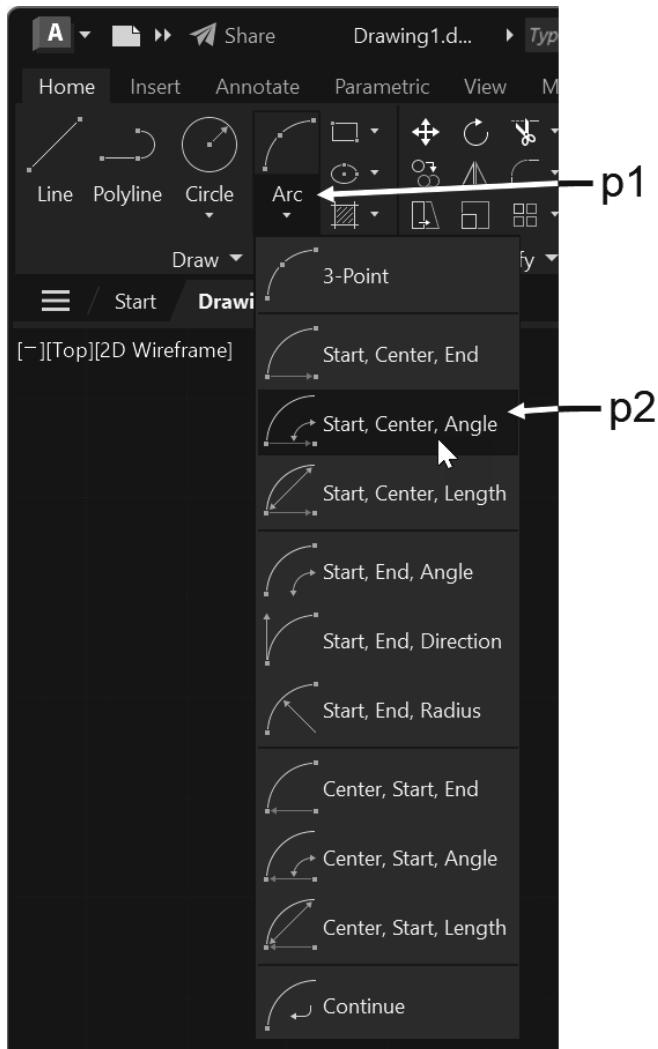 A Share Drawing1.d... Typ
Home Insert Annotate Parametric View M
p1
Line Polyline Circle Arc
Draw fy
3-Point
Start Drawi
[−][Top][2D Wireframe]
Start, Center, End
Start, Center, Angle
p2
Start, Center, Length
Start, End, Angle
Start, End, Direction
Start, End, Radius
Center, Start, End
Center, Start, Angle
Center, Start, Length
Continue